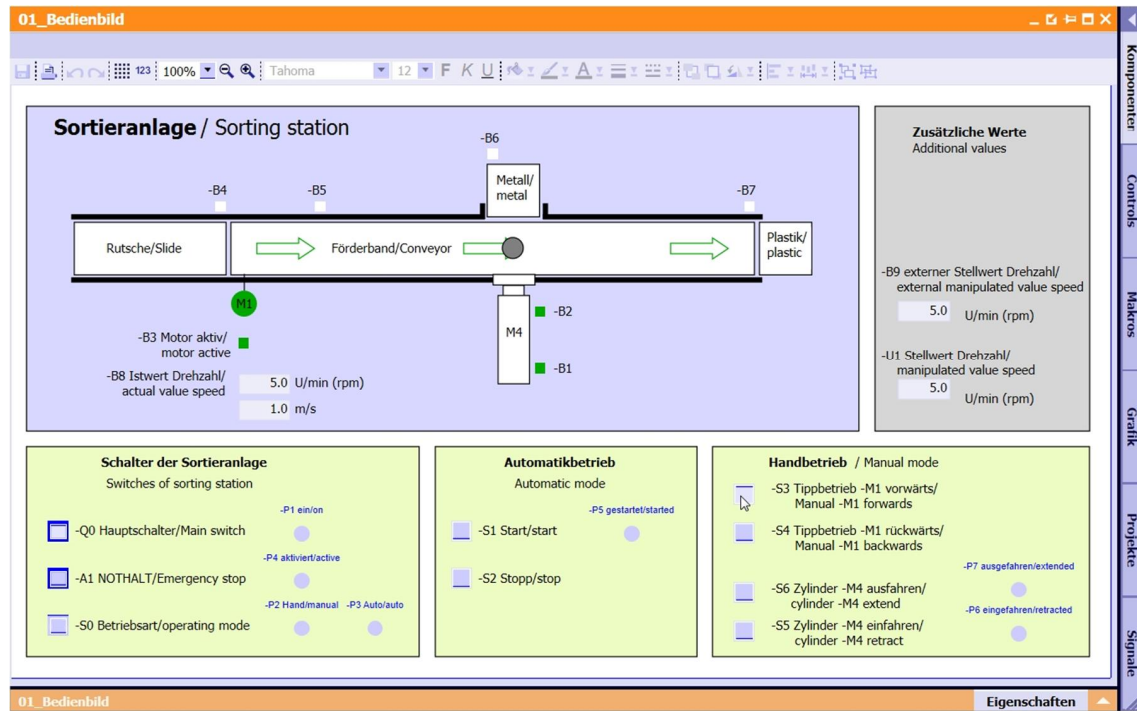 01_Bedienbild
123 100% Tahoma 12 F K U A
Sortieranlage / Sorting station
-B6
Metall/
metal
-B4
-B5
-B7
Rutsche/Slide
Förderband/Conveyor
Plastik/
plastic
M1
-B2
M4
-B1
-B3 Motor aktiv/
motor active
-B8 Istwert Drehzahl/
actual value speed
5.0 U/min (rpm)
1.0 m/s
Zusätzliche Werte
Additional values
-B9 externer Stellwert Drehzahl/
external manipulated value speed
5.0 U/min (rpm)
-U1 Stellwert Drehzahl/
manipulated value speed
5.0 U/min (rpm)
Schalter der Sortieranlage
Switches of sorting station
-P1 ein/on
-Q0 Hauptschalter/Main switch
-P4 aktiviert/active
-A1 NOTHALT/Emergency stop
-P2 Hand/manual -P3 Auto/auto
-S0 Betriebsart/operating mode
Automatikbetrieb
Automatic mode
-P5 gestartet/started
-S1 Start/start
-S2 Stopp/stop
Handbetrieb / Manual mode
-S3 Tippbetrieb -M1 vorwärts/
Manual -M1 forwards
-S4 Tippbetrieb -M1 rückwärts/
Manual -M1 backwards
-P7 ausgefahren/extended
-S6 Zylinder -M4 ausfahren/
cylinder -M4 extend
-P6 eingefahren/retracted
-S5 Zylinder -M4 einfahren/
cylinder -M4 retract
Controls
Makros
Grafik
Projekte
Signale
01_Bedienbild
Eigenschaften